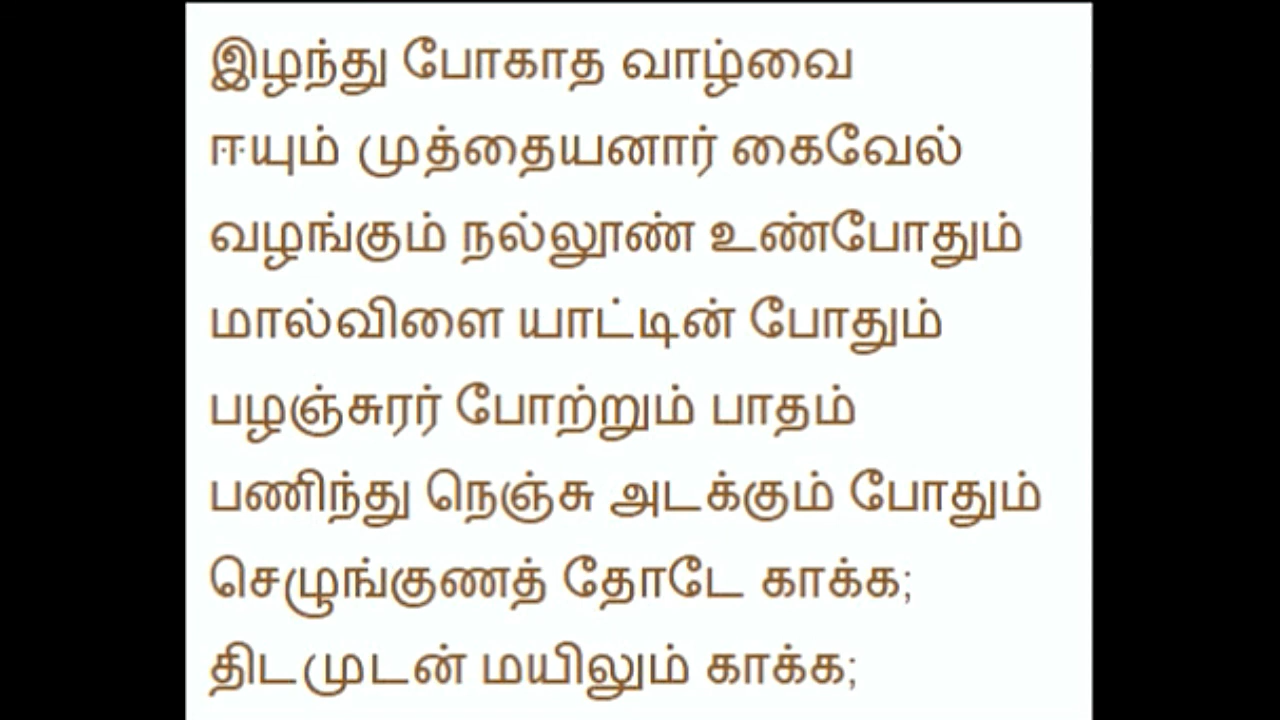 இழந்து போகாத வாழ்வை
ஈயும் முத்தையனார் கைவேல்
வழங்கும் நல்லூண் உண்போதும்
மால்விளை யாட்டின் போதும்
பழஞ்சுரர் போற்றும் பாதம்
பணிந்து நெஞ்சு அடக்கும் போதும்
செழுங்குணத் தோடே காக்க;
திடமுடன் மயிலும் காக்க;